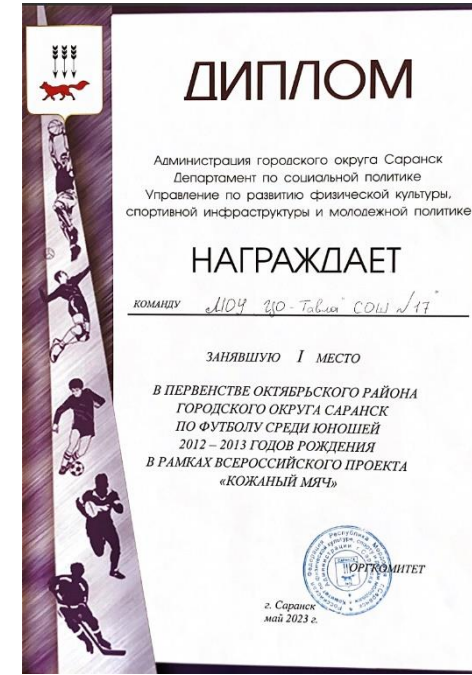 ДИПЛОМ
Администрация городского округа Саранск
Департамент по социальной политике
Управление по развитию физической культуры,
спортивной инфраструктуры и молодежной политике
НАГРАЖДАЕТ
КОМАНДУ МОУ "ЦО - Тавла" СОШ №17"
ЗАНЯВШУЮ I МЕСТО
В ПЕРВЕНСТВЕ ОКТЯБРЬСКОГО РАЙОНА
ГОРОДСКОГО ОКРУГА САРАНСК
ПО ФУТБОЛУ СРЕДИ ЮНОШЕЙ
2012 – 2013 ГОДОВ РОЖДЕНИЯ
В РАМКАХ ВСЕРОССИЙСКОГО ПРОЕКТА
«КОЖАНЫЙ МЯЧ»
ОРГКОМИТЕТ
г. Саранск
май 2023 г.